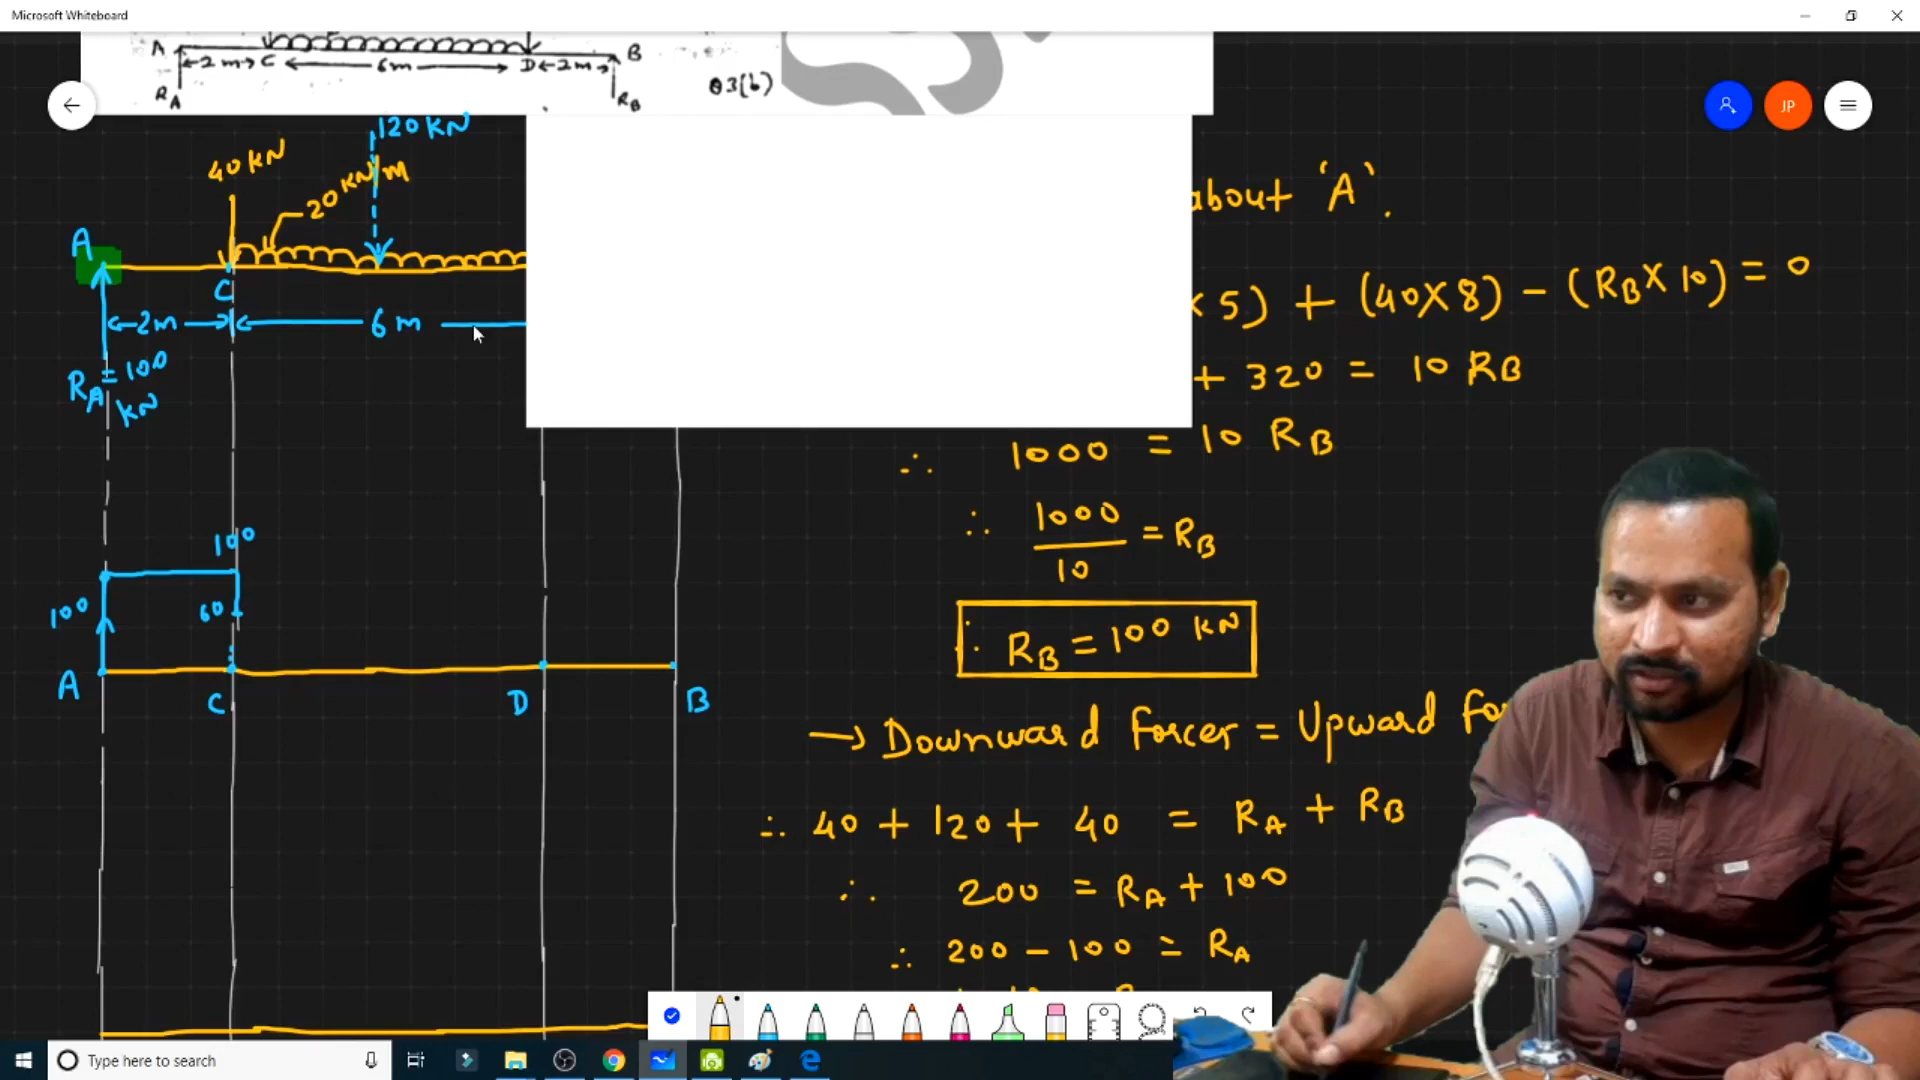 Microsoft Whiteboard
A B
2 m C 6m D 2m
RA RB
Q3(b)
JP
120 KN
40 KN
20 KN/m
A
C
2m 6 m
RA = 100
KN
about 'A'.
× 5) + (40 × 8) - (RB × 10) = 0
+ 320 = 10 RB
∴ 1000 = 10 RB
∴ 1000
10 = RB
∴ RB = 100 KN
→ Downward forces = Upward fo
∴ 40 + 120 + 40 = RA + RB
∴ 200 = RA + 100
∴ 200 - 100 = RA
100
100 60
A C D B
Type here to search